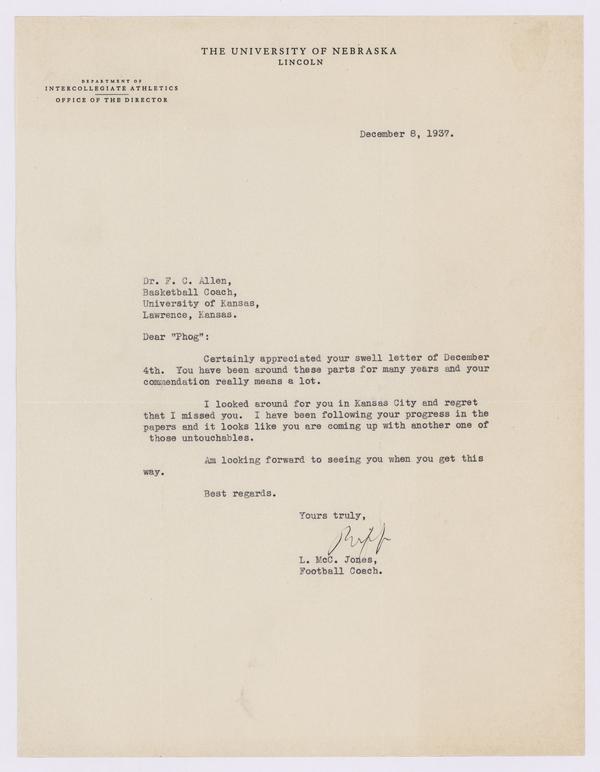 THE UNIVERSITY OF NEBRASKA
LINCOLN
DEPARTMENT OF
INTERCOLLEGIATE ATHLETICS
OFFICE OF THE DIRECTOR
December 8, 1937.
Dr. F. C. Allen,
Basketball Coach,
University of Kansas,
Lawrence, Kansas.
Dear "Phog":
Certainly appreciated your swell letter of December
4th. You have been around these parts for many years and your
commendation really means a lot.
I looked around for you in Kansas City and regret
that I missed you. I have been following your progress in the
papers and it looks like you are coming up with another one of
those untouchables.
Am looking forward to seeing you when you get this
way.
Best regards.
Yours truly,
Biff
L. McC. Jones,
Football Coach.